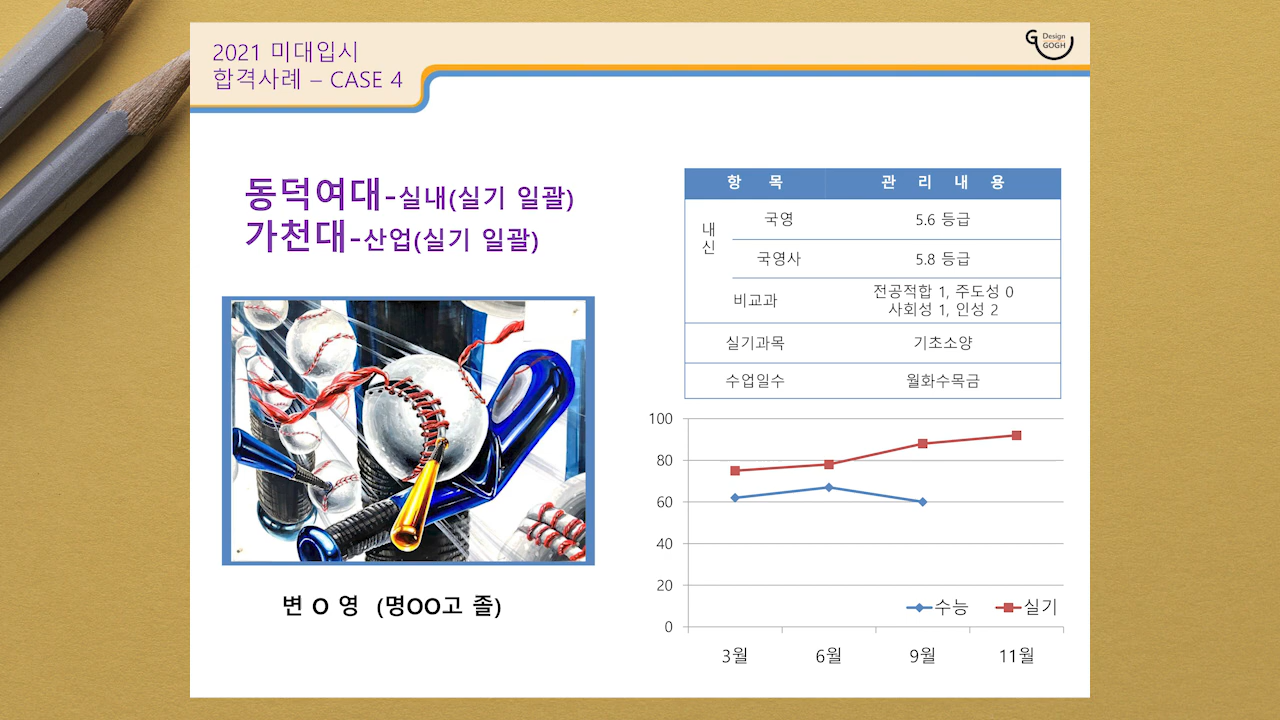 2021 미대입시
합격사례 – CASE 4
Design
GOGH
동덕여대-실내(실기 일괄)
가천대-산업(실기 일괄)
변 O 영 (명OO고 졸)
항 목 관 리 내 용
내신
국영 5.6 등급
국영사 5.8 등급
비교과 전공적합 1, 주도성 0
사회성 1, 인성 2
실기과목 기초소양
수업일수 월화수목금
100
80
60
40
20
0
수능 실기
3월 6월 9월 11월